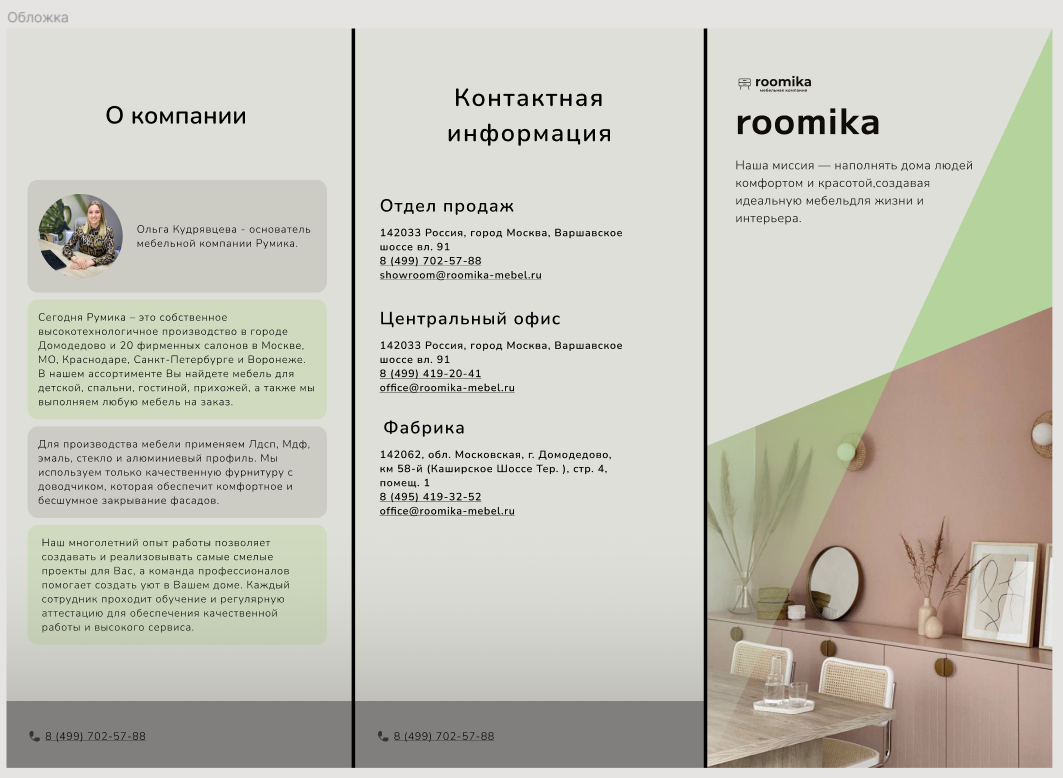 Обложка
О компании
Ольга Кудрявцева - основатель
мебельной компании Румика.
Сегодня Румика – это собственное
высокотехнологичное производство в городе
Домодедово и 20 фирменных салонов в Москве,
МО, Краснодаре, Санкт-Петербурге и Воронеже.
В нашем ассортименте Вы найдете мебель для
детской, спальни, гостиной, прихожей, а также мы
выполняем любую мебель на заказ.
Для производства мебели применяем Лдсп, Мдф,
эмаль, стекло и алюминиевый профиль. Мы
используем только качественную фурнитуру с
доводчиком, которая обеспечит комфортное и
бесшумное закрывание фасадов.
Наш многолетний опыт работы позволяет
создавать и реализовывать самые смелые
проекты для Вас, а команда профессионалов
помогает создать уют в Вашем доме. Каждый
сотрудник проходит обучение и регулярную
аттестацию для обеспечения качественной
работы и высокого сервиса.
8 (499) 702-57-88
Контактная
информация
Отдел продаж
142033 Россия, город Москва, Варшавское
шоссе вл. 91
8 (499) 702-57-88
showroom@roomika-mebel.ru
Центральный офис
142033 Россия, город Москва, Варшавское
шоссе вл. 91
8 (499) 419-20-41
office@roomika-mebel.ru
Фабрика
142062, обл. Московская, г. Домодедово,
км 58-й (Каширское Шоссе Тер. ), стр. 4,
помещ. 1
8 (495) 419-32-52
office@roomika-mebel.ru
8 (499) 702-57-88
roomika
мебельная компания
roomika
Наша миссия — наполнять дома людей
комфортом и красотой,создавая
идеальную мебельдля жизни и
интерьера.